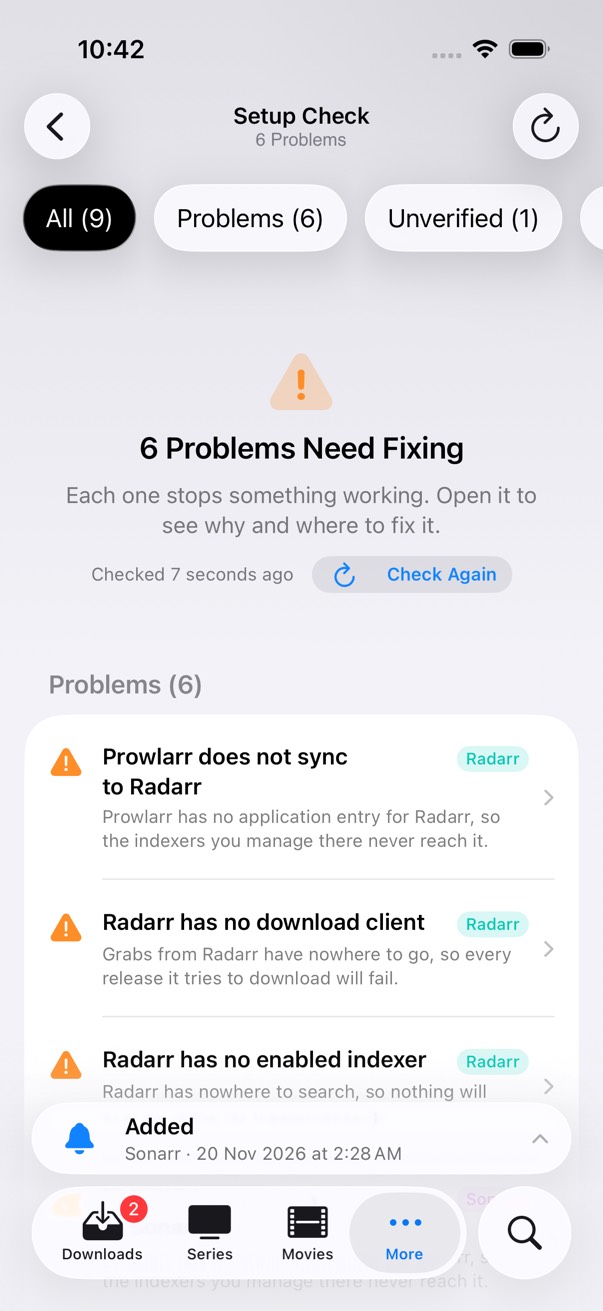 10:42
Setup Check
6 Problems
All (9)
Problems (6)
Unverified (1)
6 Problems Need Fixing
Each one stops something working. Open it to
see why and where to fix it.
Checked 7 seconds ago
Check Again
Problems (6)
Prowlarr does not sync
to Radarr
Radarr
Prowlarr has no application entry for Radarr, so
the indexers you manage there never reach it.
Radarr has no download client
Radarr
Grabs from Radarr have nowhere to go, so every
release it tries to download will fail.
Radarr has no enabled indexer
Radarr
Radarr has nowhere to search, so nothing will
Added
Sonarr · 20 Nov 2026 at 2:28 AM
2
Downloads
Series
Movies
More
the indexers you manage there never reach it.